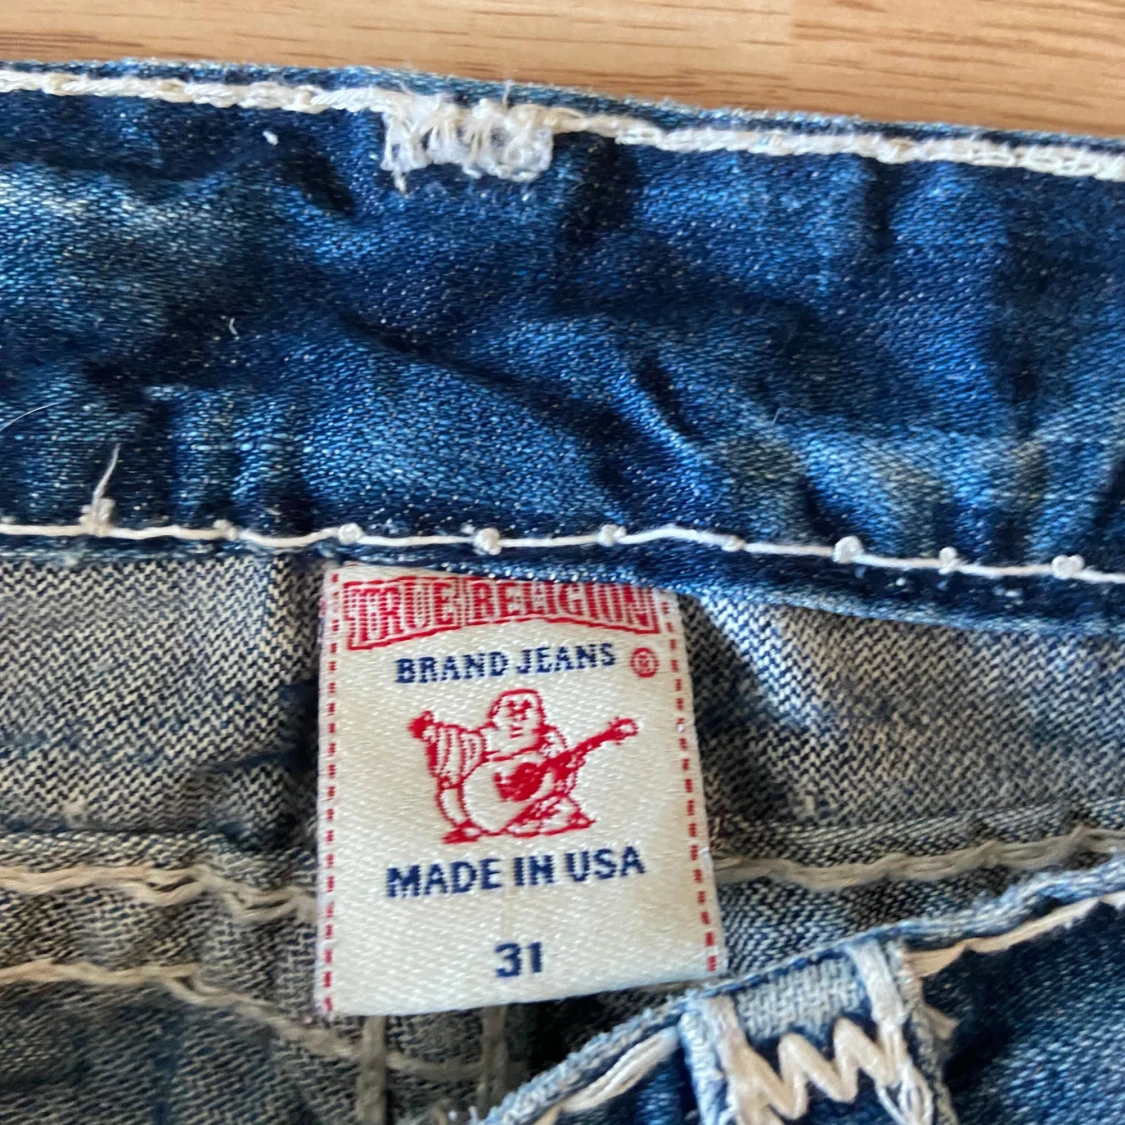 TRUE RELIGION
BRAND JEANS ®
MADE IN USA
31